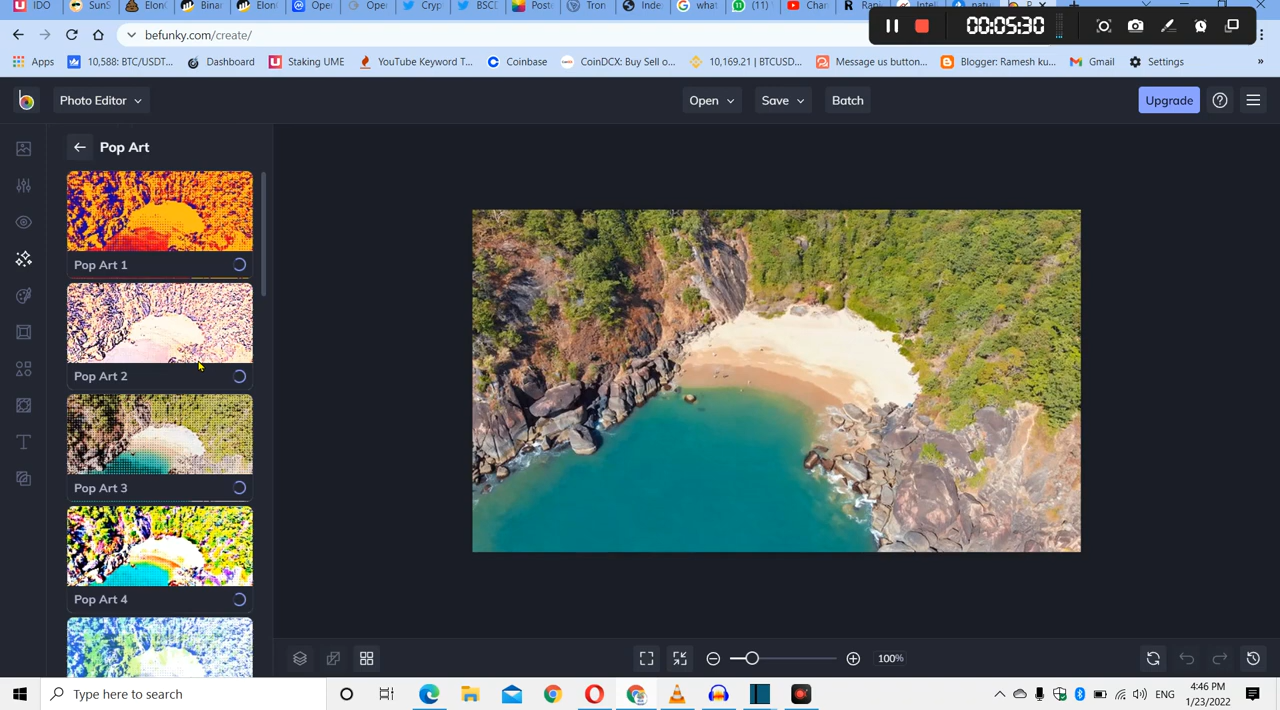 IDO
SunS
Elon
Binar
Elon
Ope
Ope
Cryp
BSCD
Poste
Tron
Inde
what
(11)
Char
befunky.com/create/
00:05:30
Apps
10,588: BTC/USDT...
Dashboard
Staking UME
YouTube Keyword T...
Coinbase
CoinDCX: Buy Sell o...
10,169.21 | BTCUSD...
Message us button...
Blogger: Ramesh ku...
Gmail
Settings
»
Photo Editor
Open
Save
Batch
Upgrade
Pop Art
Pop Art 1
Pop Art 2
Pop Art 3
Pop Art 4
100%
Type here to search
ENG
4:46 PM
1/23/2022